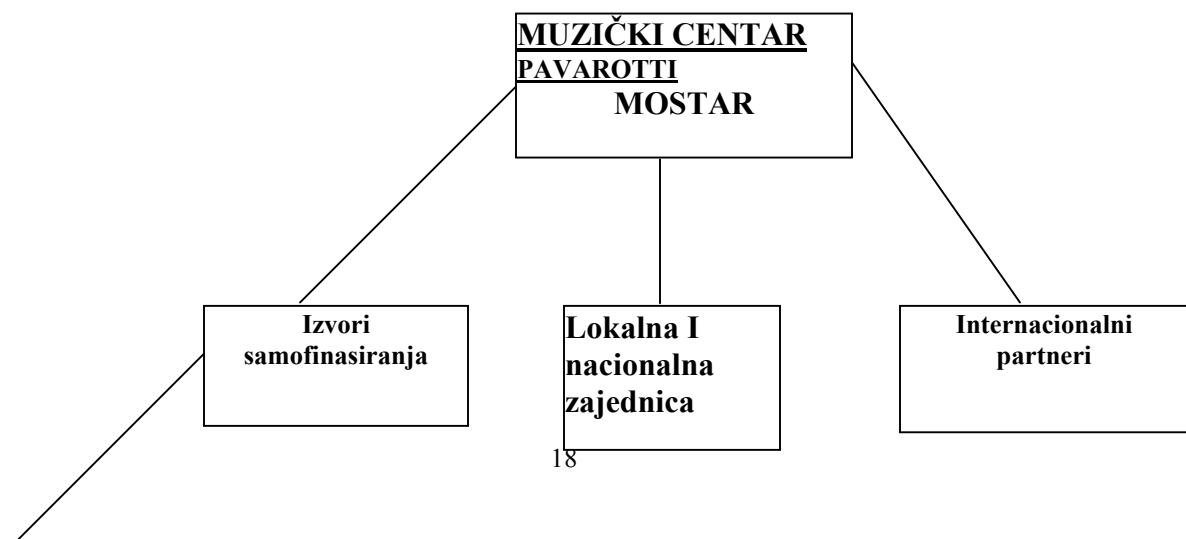 MUZIČKI CENTAR
PAVAROTTI
MOSTAR
Izvori
samofinasiranja
Lokalna I
nacionalna
zajednica
Internacionalni
partneri
18